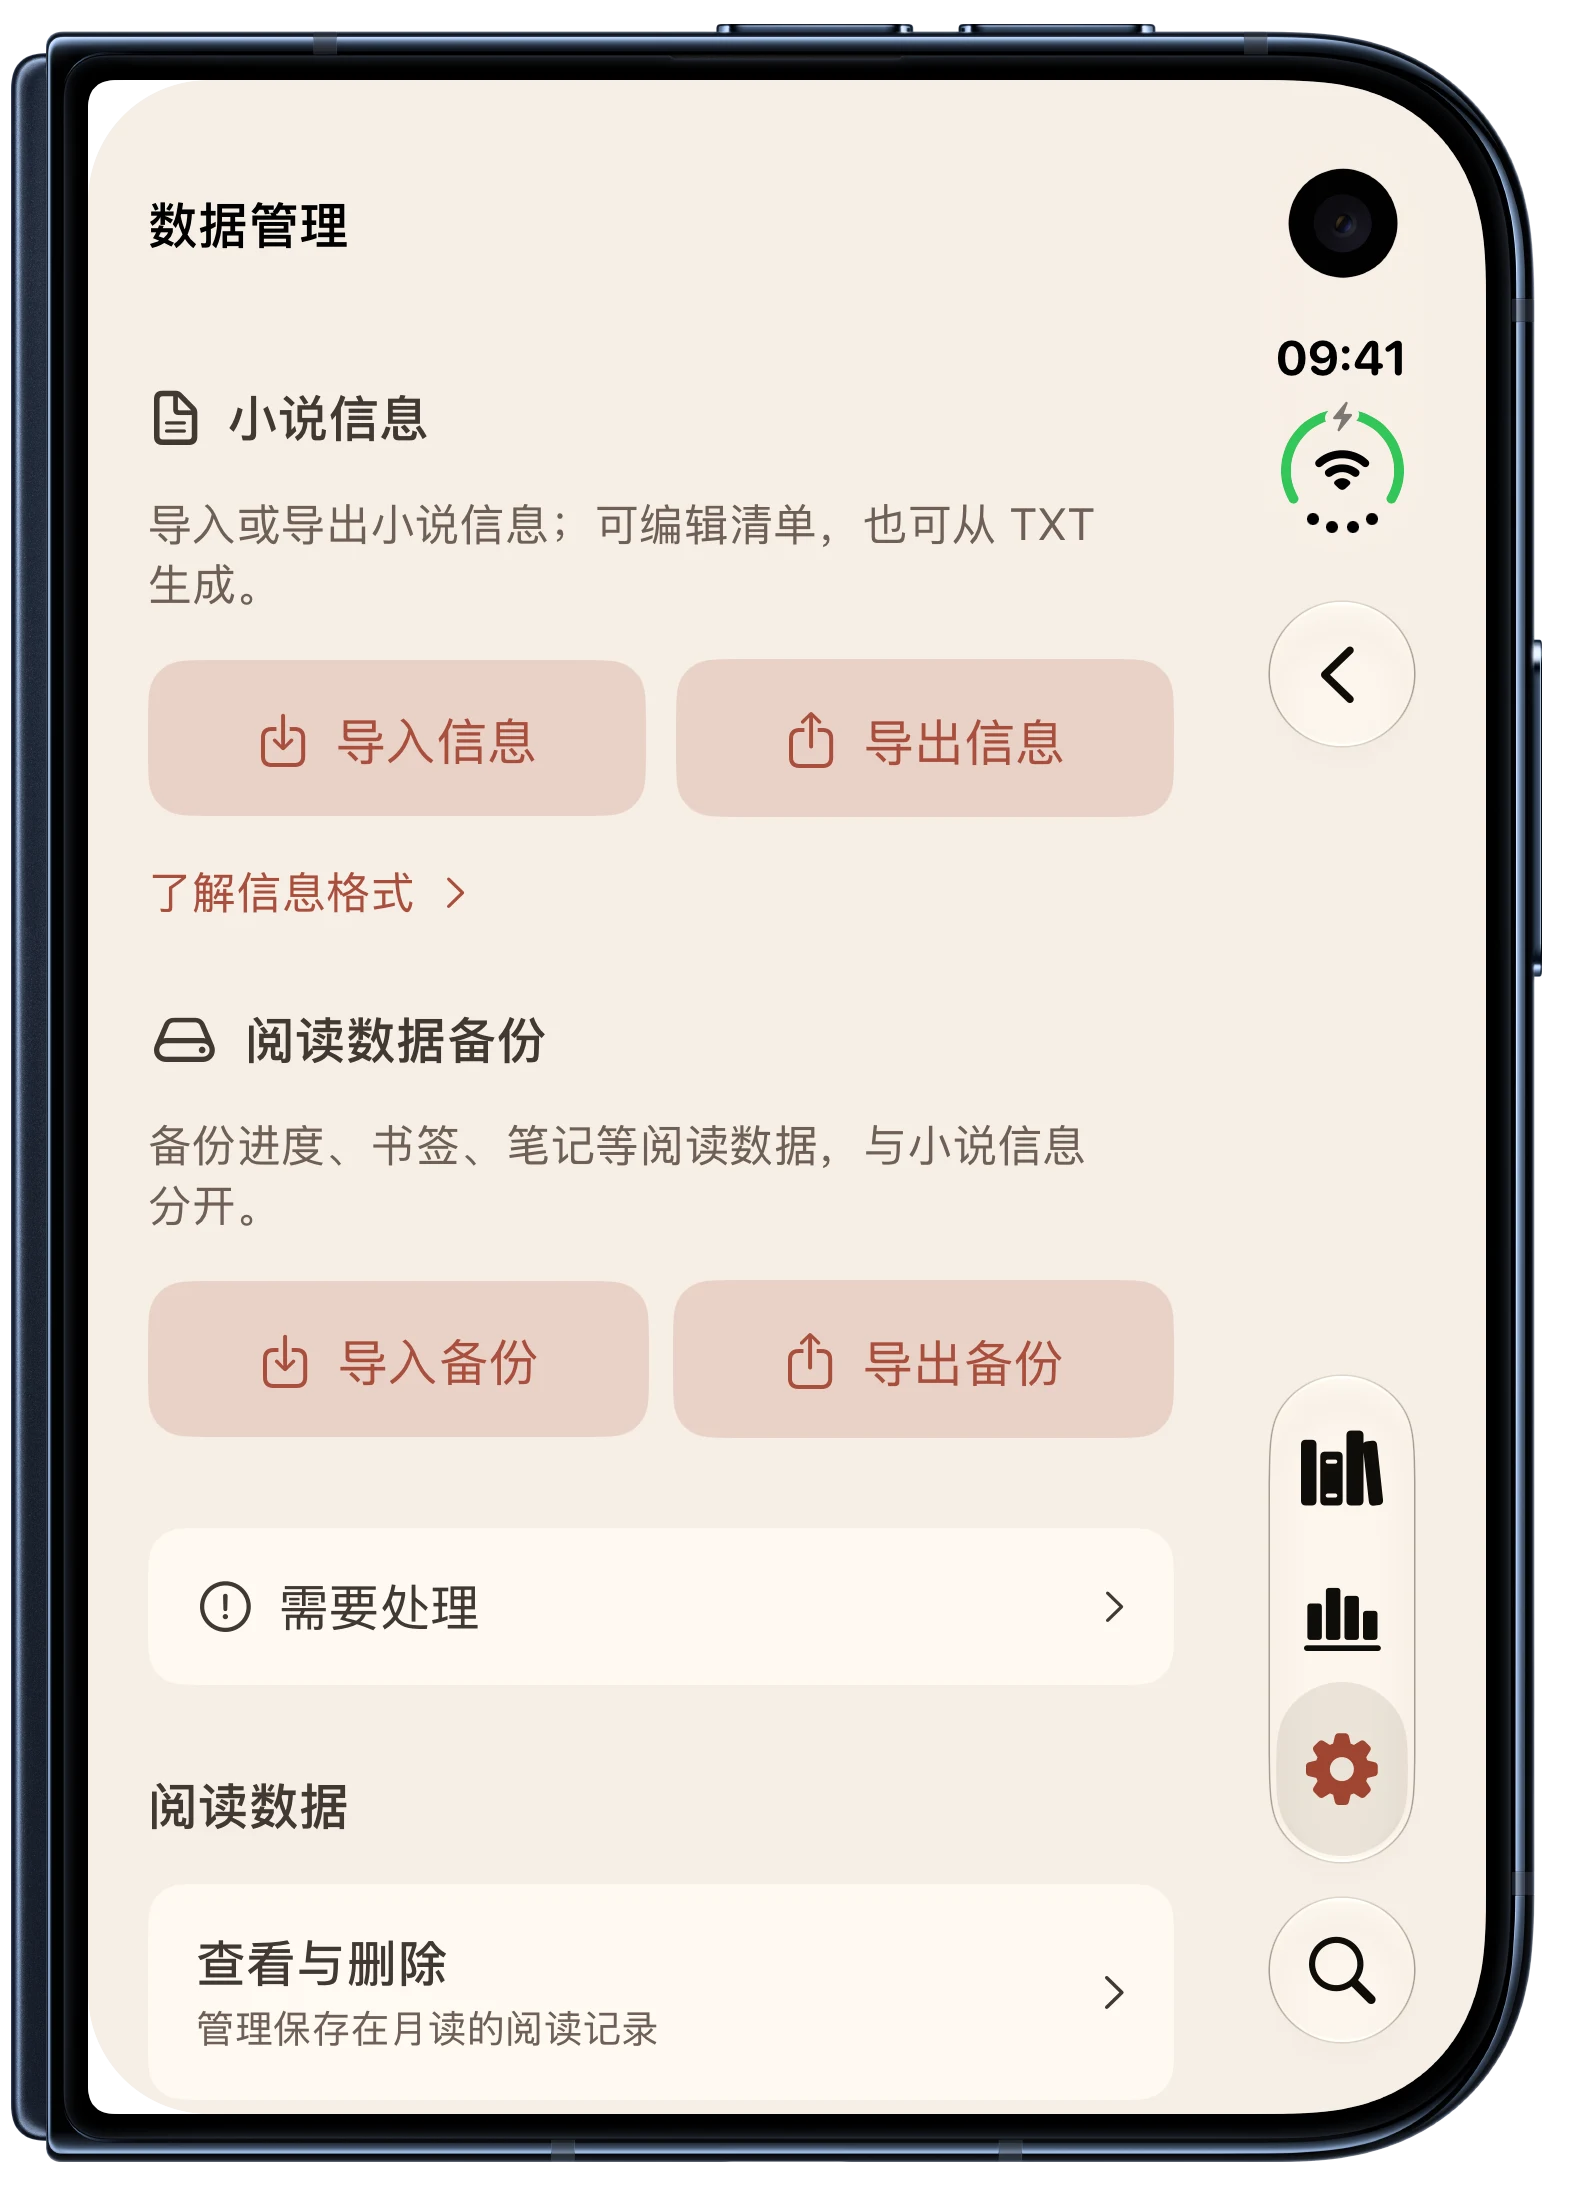 数据管理
09:41
小说信息
导入或导出小说信息；可编辑清单，也可从 TXT
生成。
导入信息
导出信息
了解信息格式
阅读数据备份
备份进度、书签、笔记等阅读数据，与小说信息
分开。
导入备份
导出备份
需要处理
阅读数据
查看与删除
管理保存在月读的阅读记录